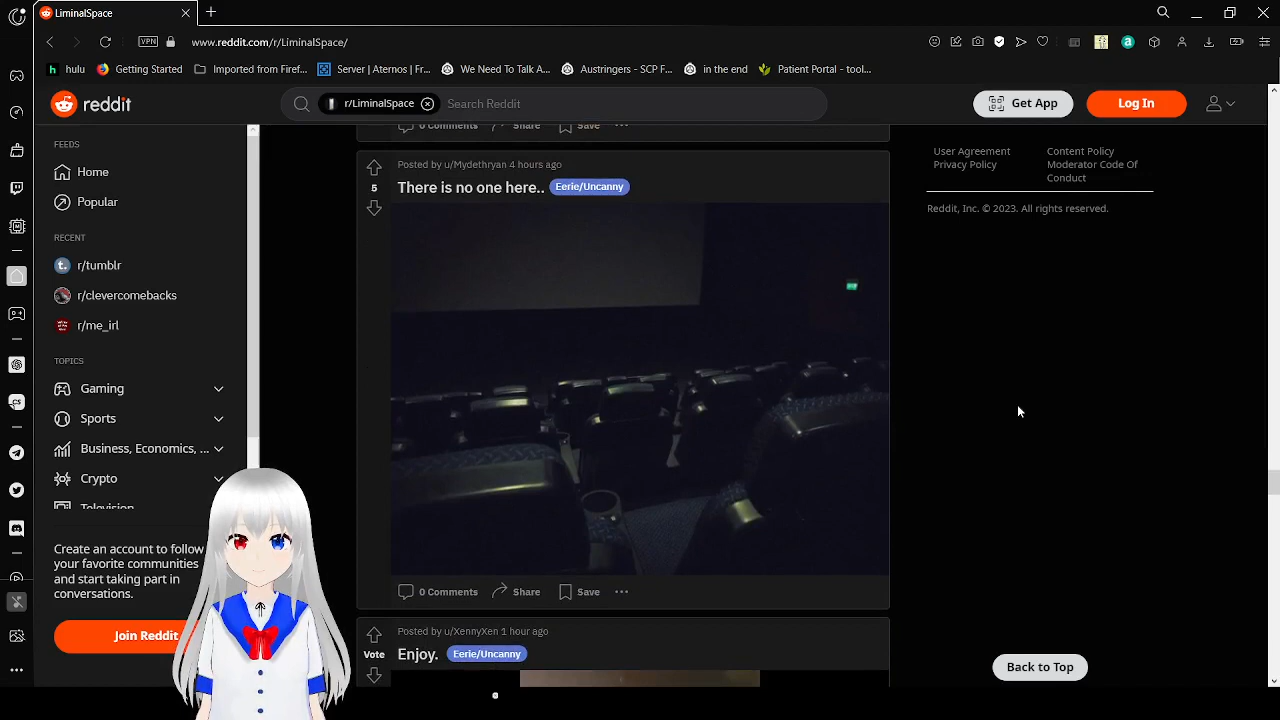 LiminalSpace
VPN
www.reddit.com/r/LiminalSpace/
hulu
Getting Started
Imported from Firef...
Server | Aternos | Fr...
We Need To Talk A...
Austringers - SCP F...
in the end
Patient Portal - tool...
reddit
r/LiminalSpace
Search Reddit
Get App
Log In
FEEDS
Home
Popular
RECENT
r/tumblr
r/clevercomebacks
r/me_irl
TOPICS
Gaming
Sports
Business, Economics, ...
Crypto
Television
Create an account to follow
your favorite communities
and start taking part in
conversations.
Join Reddit
0 Comments Share Save
Posted by u/Mydethryan 4 hours ago
5
There is no one here.. Eerie/Uncanny
0 Comments Share Save
Posted by u/XennyXen 1 hour ago
Vote
Enjoy. Eerie/Uncanny
User Agreement
Privacy Policy
Content Policy
Moderator Code Of
Conduct
Reddit, Inc. © 2023. All rights reserved.
Back to Top